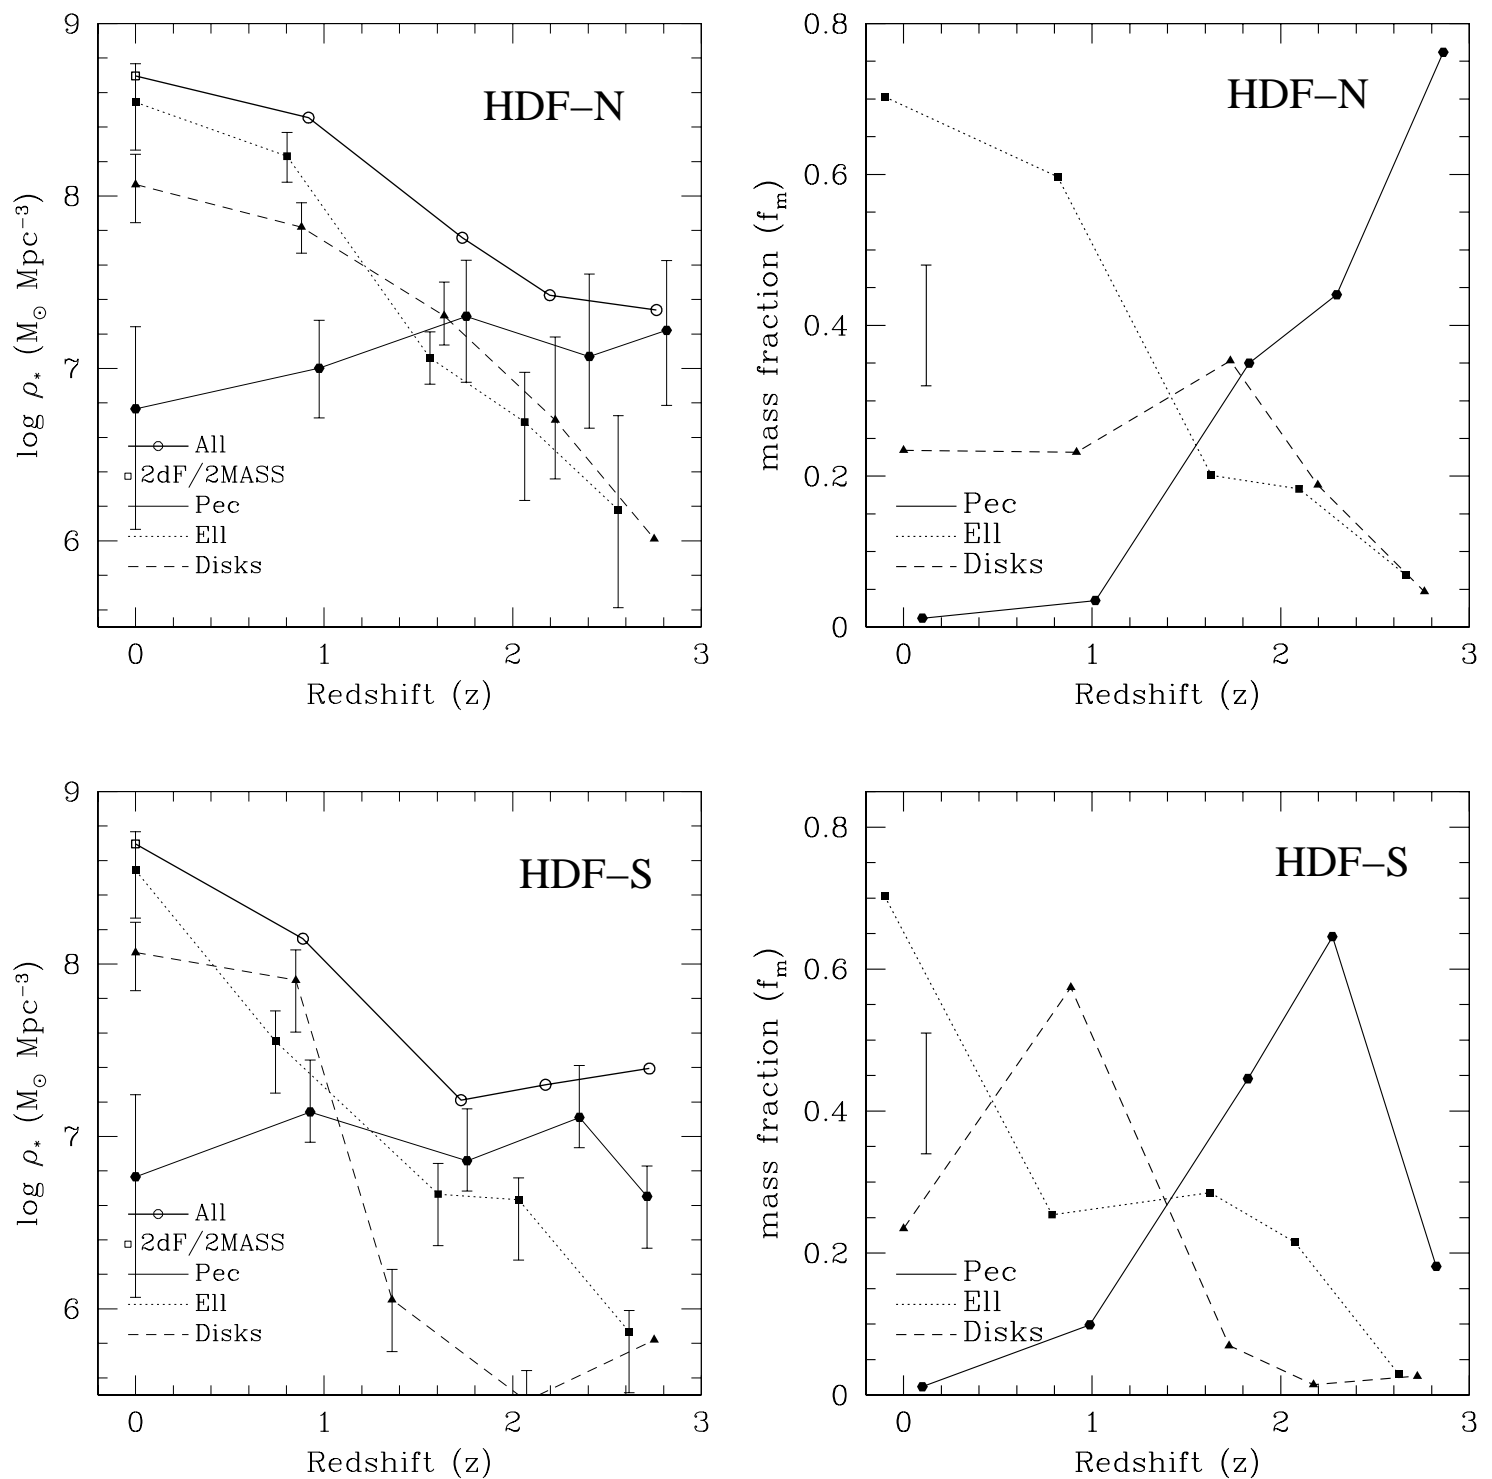 9
8
7
6
log ρ* (M⊙ Mpc⁻³)
HDF–N
All
2dF/2MASS
Pec
Ell
Disks
0 1 2 3
Redshift (z)
0.8
0.6
0.4
0.2
0
mass fraction (fₘ)
HDF–N
Pec
Ell
Disks
0 1 2 3
Redshift (z)
9
8
7
6
log ρ* (M⊙ Mpc⁻³)
HDF–S
All
2dF/2MASS
Pec
Ell
Disks
0 1 2 3
Redshift (z)
0.8
0.6
0.4
0.2
0
mass fraction (fₘ)
HDF–S
Pec
Ell
Disks
0 1 2 3
Redshift (z)